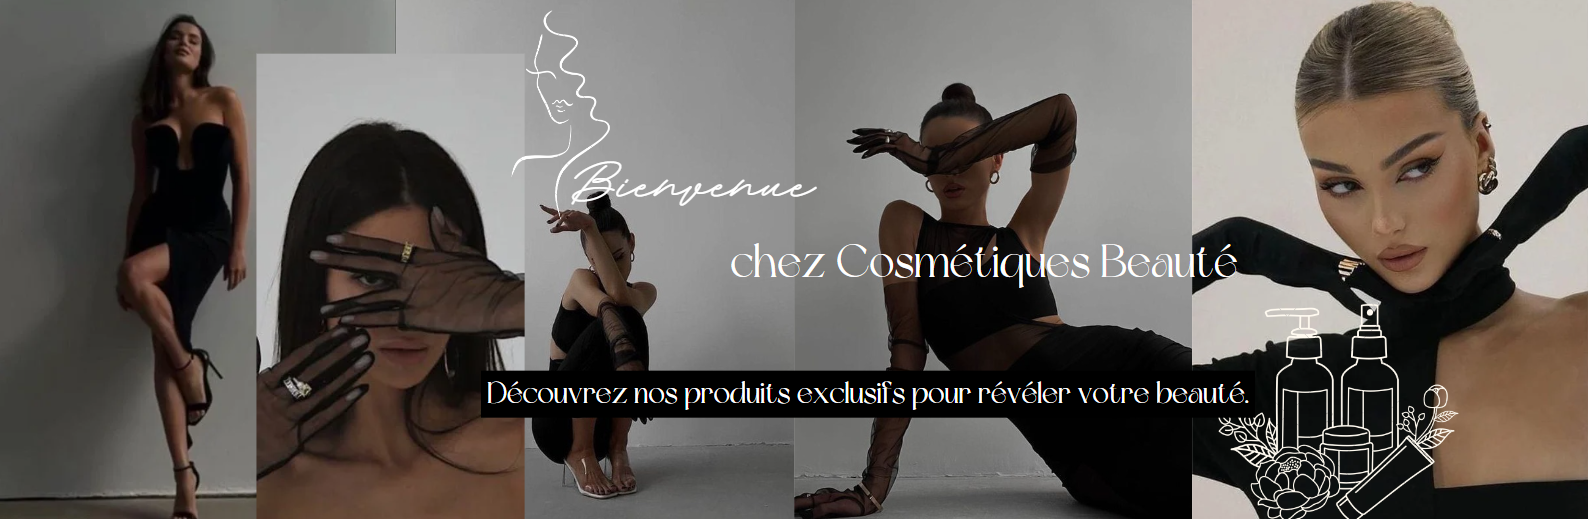 Bienvenue
chez Cosmétiques Beauté
Découvrez nos produits exclusifs pour révéler votre beauté.